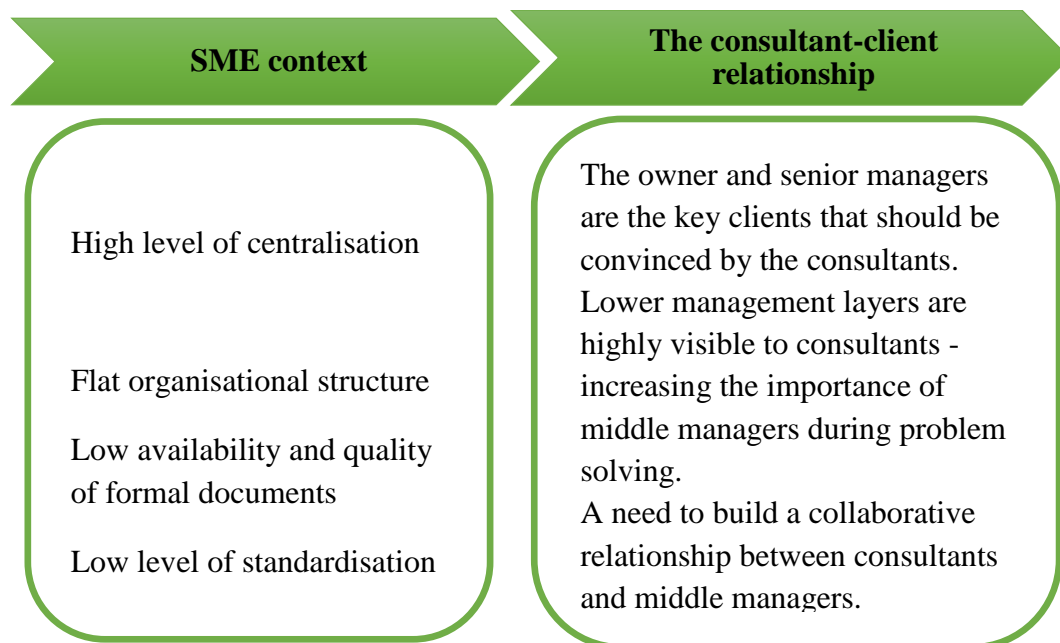 SME context
The consultant-client
relationship
High level of centralisation
Flat organisational structure
Low availability and quality
of formal documents
Low level of standardisation
The owner and senior managers
are the key clients that should be
convinced by the consultants.
Lower management layers are
highly visible to consultants -
increasing the importance of
middle managers during problem
solving.
A need to build a collaborative
relationship between consultants
and middle managers.